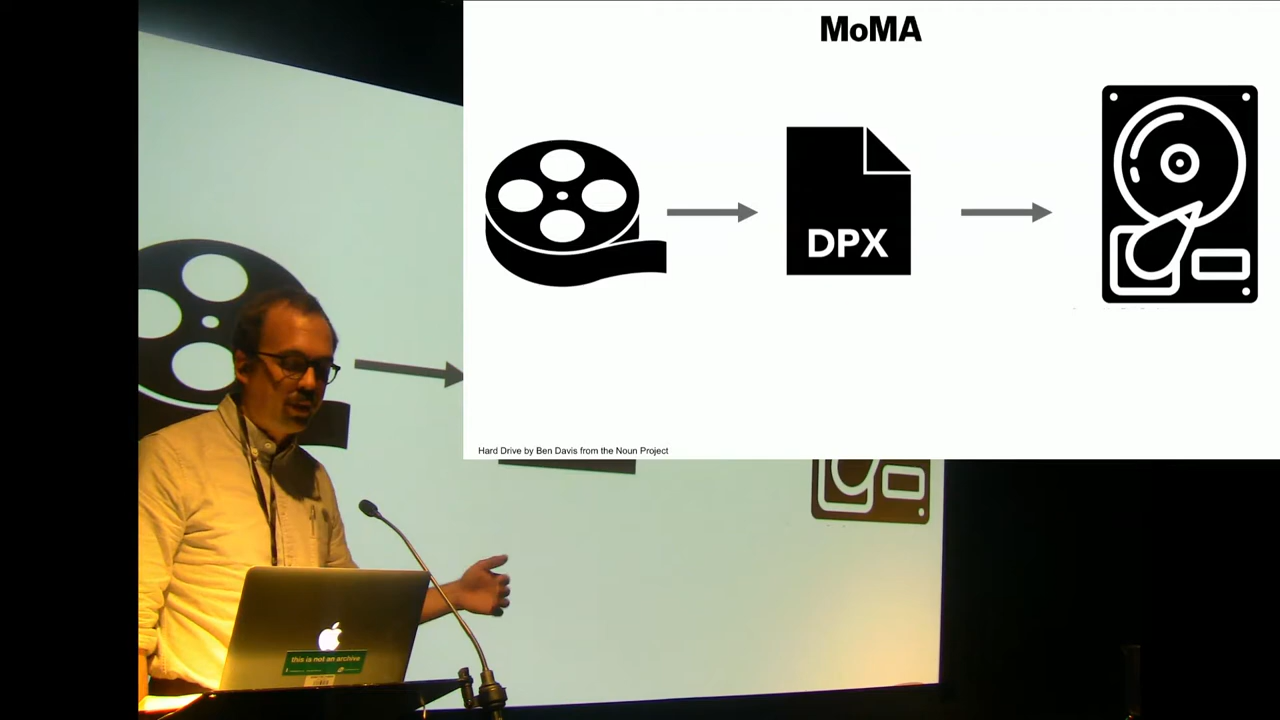 MoMA
DPX
Hard Drive by Ben Davis from the Noun Project
this is not an archive